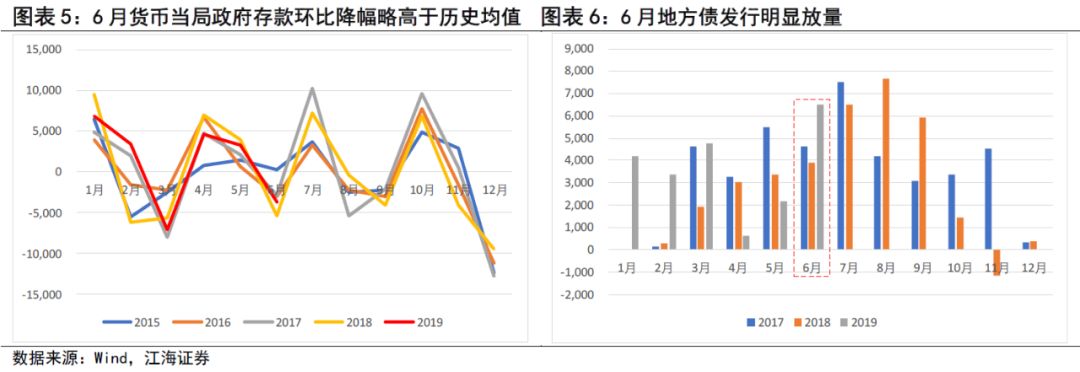 图表 5：6 月货币当局政府存款环比降幅略高于历史均值
15,000
10,000
5,000
0
-5,000
-10,000
-15,000
1月 2月 3月 4月 5月 6月 7月 8月 9月 10月 11月 12月
2015 2016 2017 2018 2019
图表 6：6 月地方债发行明显放量
9,000
8,000
7,000
6,000
5,000
4,000
3,000
2,000
1,000
0
-1,000
-2,000
1月 2月 3月 4月 5月 6月 7月 8月 9月 10月 11月 12月
2017 2018 2019
数据来源：Wind，江海证券